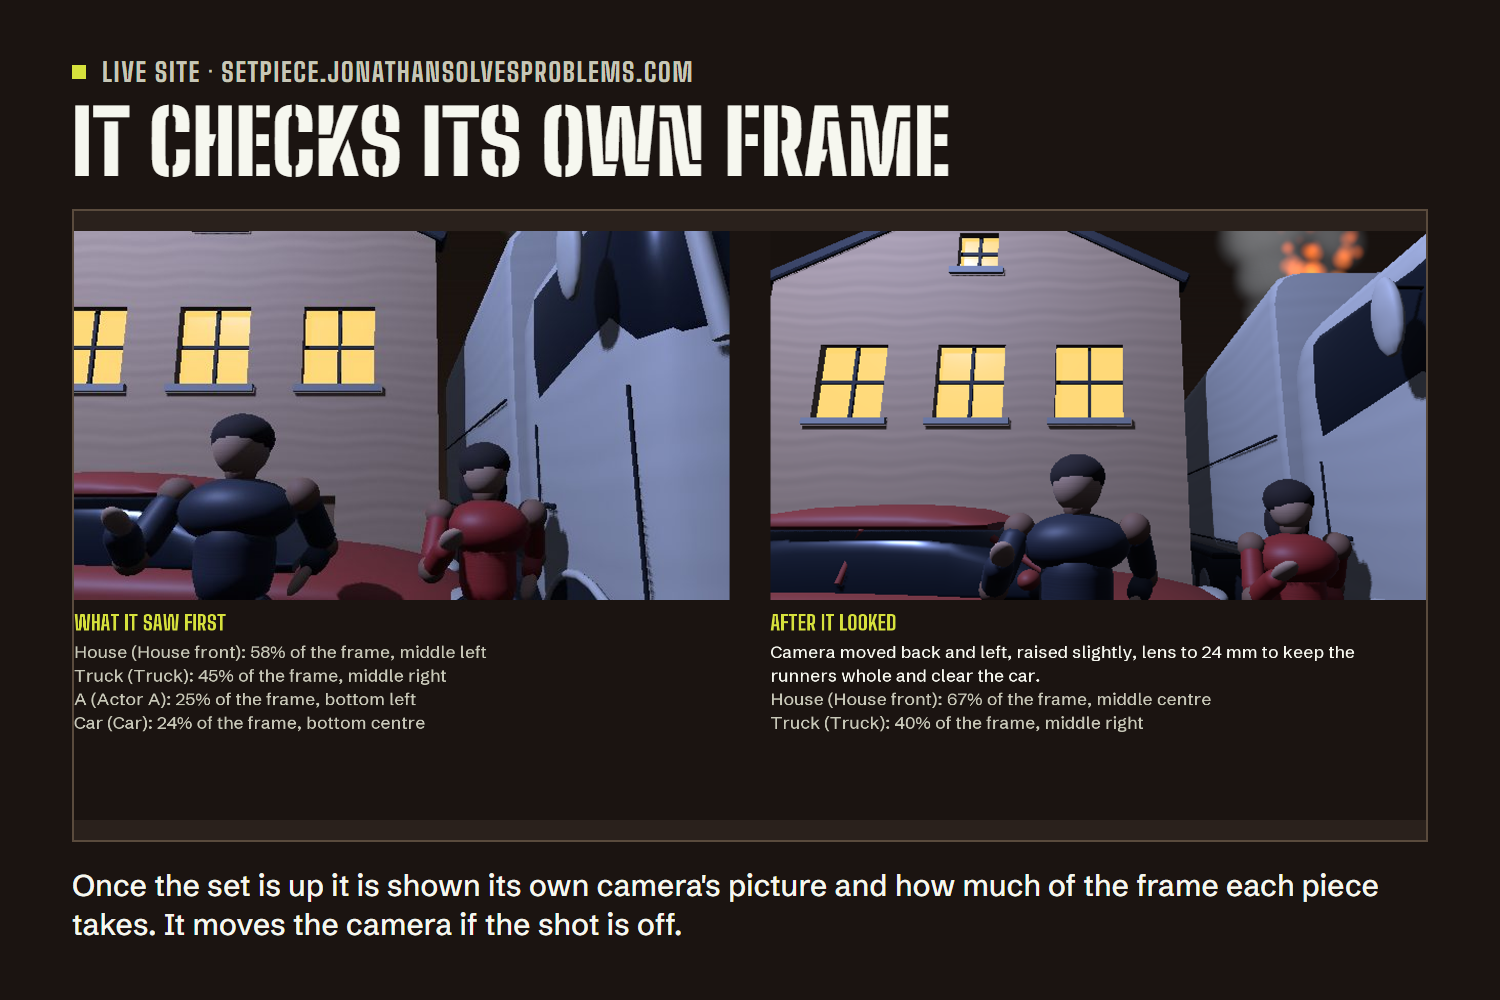 LIVE SITE · SETPIECE.JONATHANSOLVESPROBLEMS.COM
IT CHECKS ITS OWN FRAME
WHAT IT SAW FIRST
House (House front): 58% of the frame, middle left
Truck (Truck): 45% of the frame, middle right
A (Actor A): 25% of the frame, bottom left
Car (Car): 24% of the frame, bottom centre
AFTER IT LOOKED
Camera moved back and left, raised slightly, lens to 24 mm to keep the
runners whole and clear the car.
House (House front): 67% of the frame, middle centre
Truck (Truck): 40% of the frame, middle right
Once the set is up it is shown its own camera's picture and how much of the frame each piece
takes. It moves the camera if the shot is off.